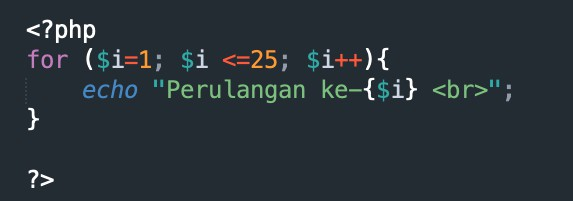 <?php
for ($i=1; $i <=25; $i++){
    echo "Perulangan ke-{$i} <br>";
}
?>